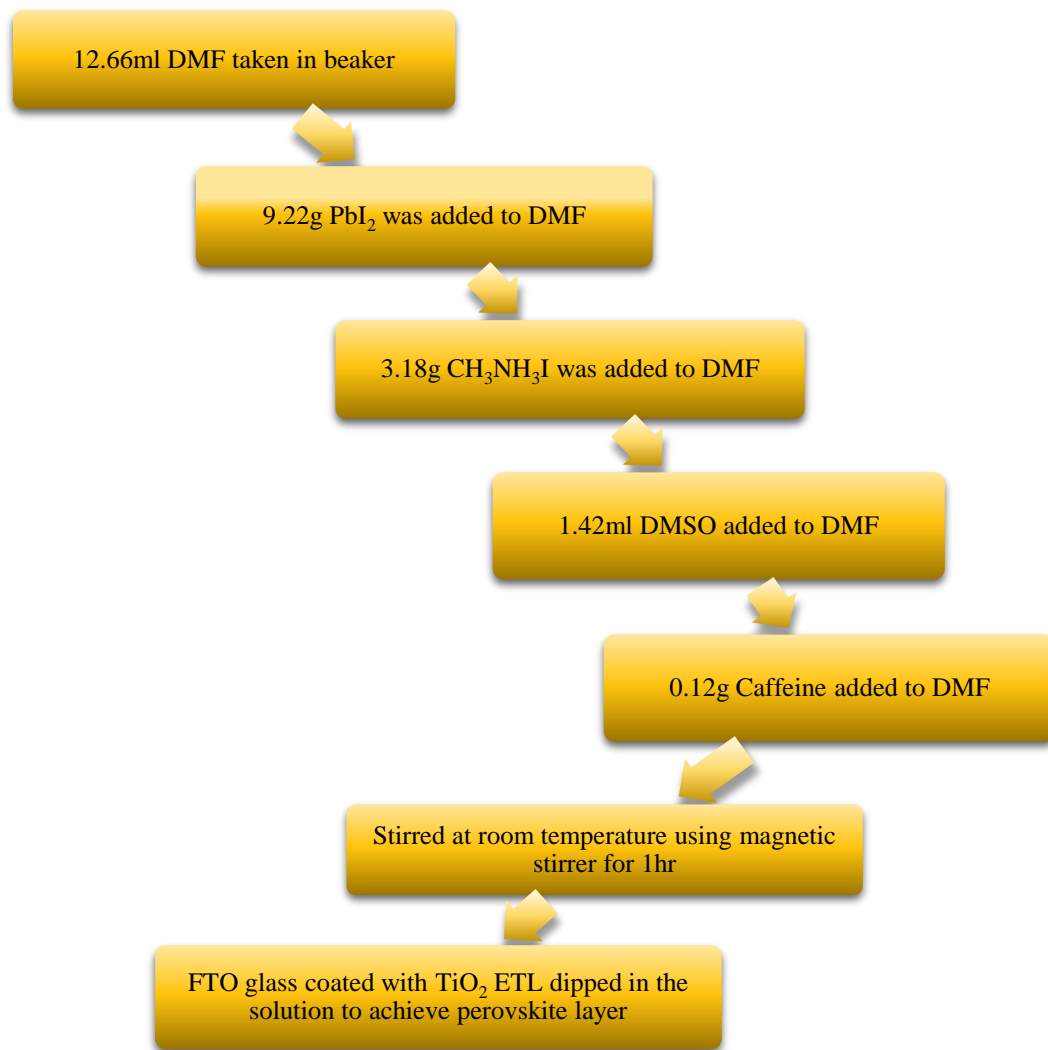 12.66ml DMF taken in beaker
9.22g PbI₂ was added to DMF
3.18g CH₃NH₃I was added to DMF
1.42ml DMSO added to DMF
0.12g Caffeine added to DMF
Stirred at room temperature using magnetic
stirrer for 1hr
FTO glass coated with TiO₂ ETL dipped in the
solution to achieve perovskite layer